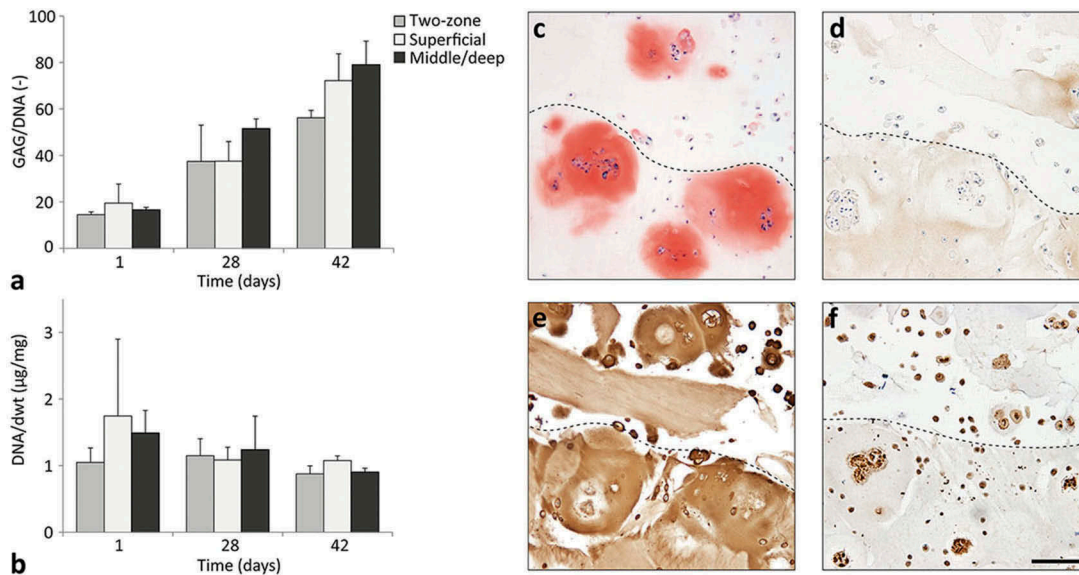 100
80
60
40
20
0
GAG/DNA (-)
Two-zone
Superficial
Middle/deep
1 28 42
Time (days)
a
3
2
1
0
DNA/dwt (µg/mg)
1 28 42
Time (days)
b
c
d
e
f